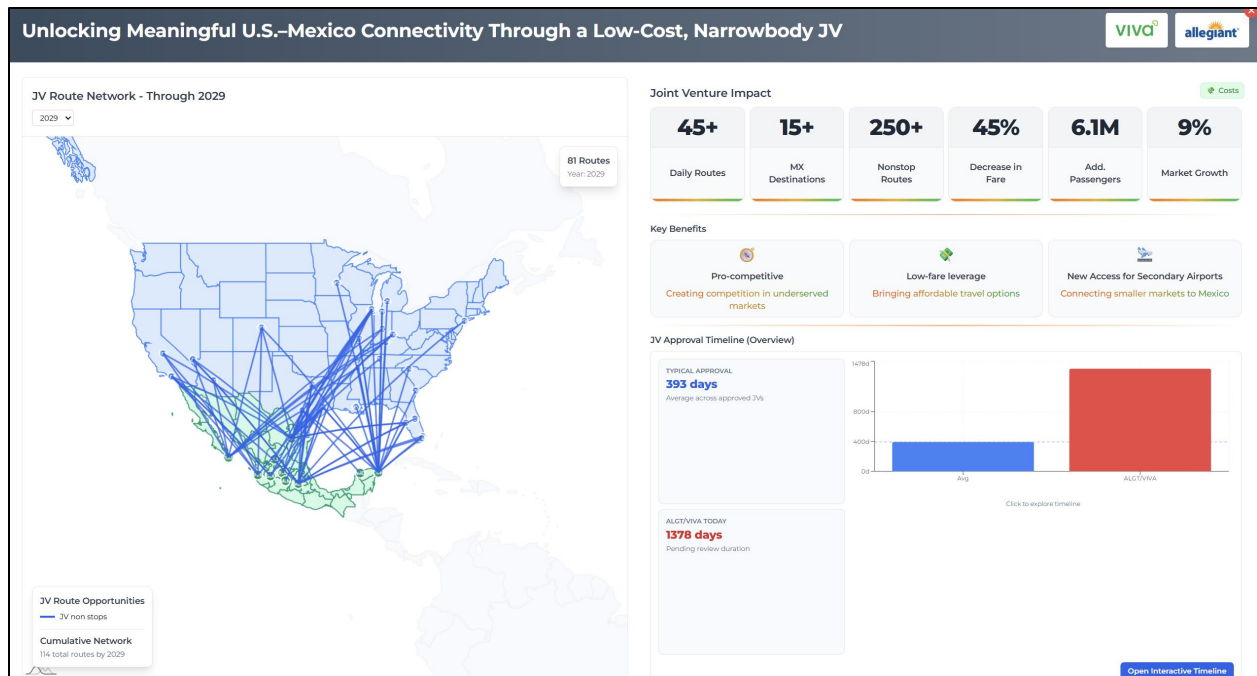 Unlocking Meaningful U.S.–Mexico Connectivity Through a Low-Cost, Narrowbody JV
viva
allegiant
JV Route Network - Through 2029
2029
81 Routes
Year: 2029
JV Route Opportunities
JV non stops
Cumulative Network
114 total routes by 2029
Joint Venture Impact
Costs
45+
15+
250+
45%
6.1M
9%
Daily Routes
MX
Destinations
Nonstop
Routes
Decrease in
Fare
Add.
Passengers
Market Growth
Key Benefits
Pro-competitive
Creating competition in underserved
markets
Low-fare leverage
Bringing affordable travel options
New Access for Secondary Airports
Connecting smaller markets to Mexico
JV Approval Timeline (Overview)
TYPICAL APPROVAL
393 days
Average across approved JVs
ALGT/VIVA TODAY
1378 days
Pending review duration
1478d
800d
400d
0d
Avg
ALGT/VIVA
Click to explore timeline
Open Interactive Timeline